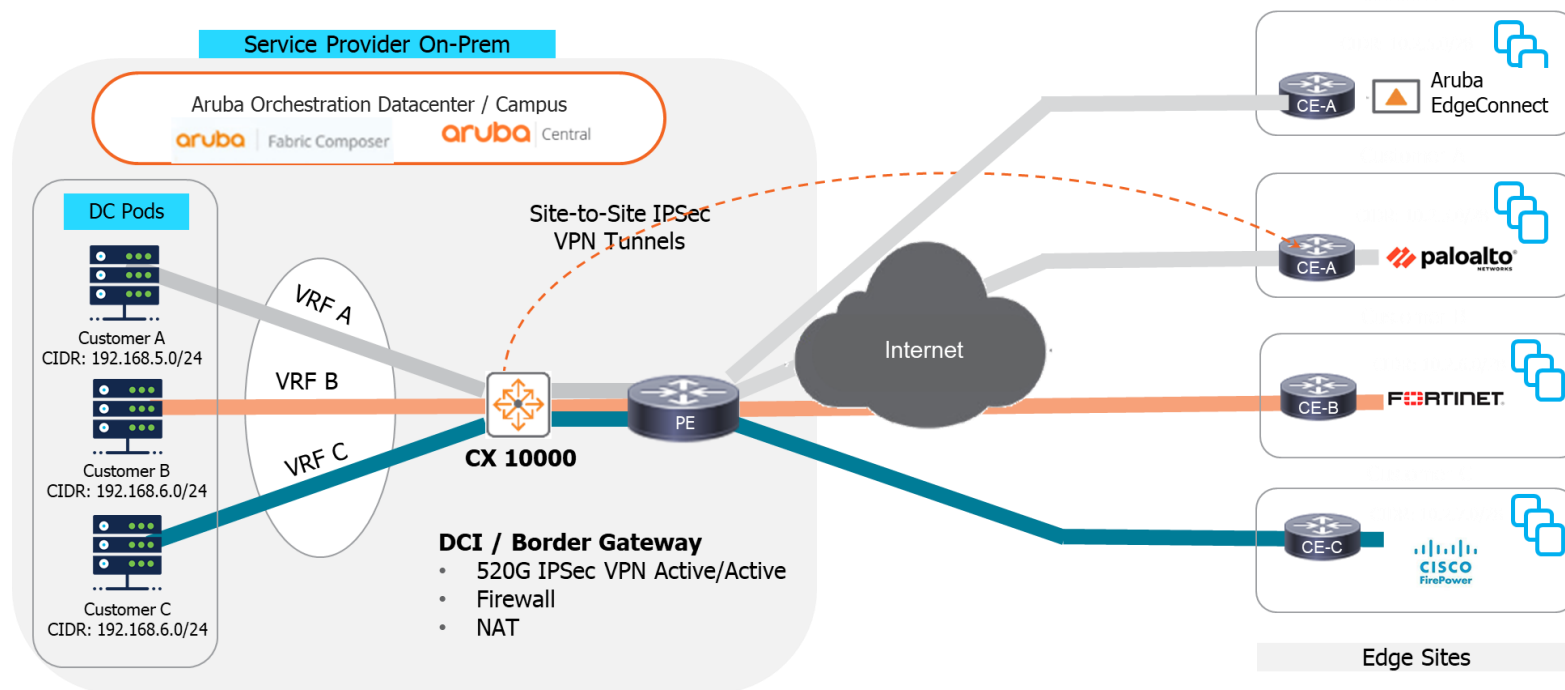 Service Provider On-Prem
Aruba Orchestration Datacenter / Campus
aruba Fabric Composer
aruba Central
DC Pods
Customer A
CIDR: 192.168.5.0/24
Customer B
CIDR: 192.168.6.0/24
Customer C
CIDR: 192.168.6.0/24
VRF A
VRF B
VRF C
Site-to-Site IPSec
VPN Tunnels
CX 10000
PE
DCI / Border Gateway
• 520G IPSec VPN Active/Active
• Firewall
• NAT
Internet
CE-A
Aruba
EdgeConnect
CE-A
paloalto®
NETWORKS
CE-B
FORTINET®
CE-C
CISCO
FirePower
Edge Sites